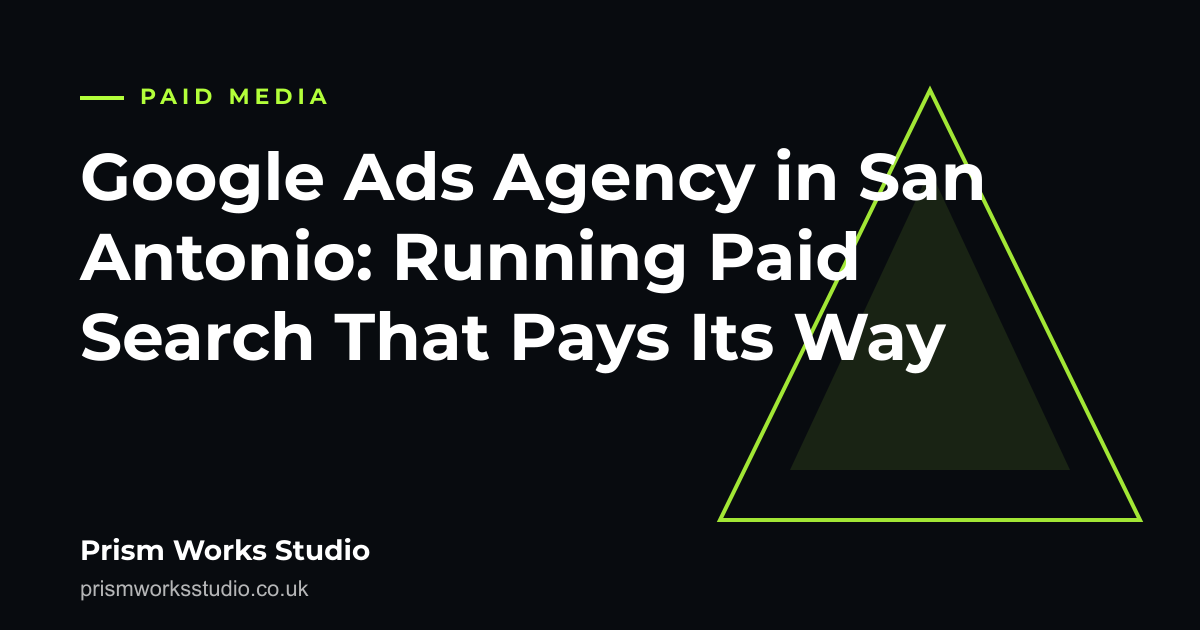 PAID MEDIA
Google Ads Agency in San
Antonio: Running Paid
Search That Pays Its Way
Prism Works Studio
prismworksstudio.co.uk